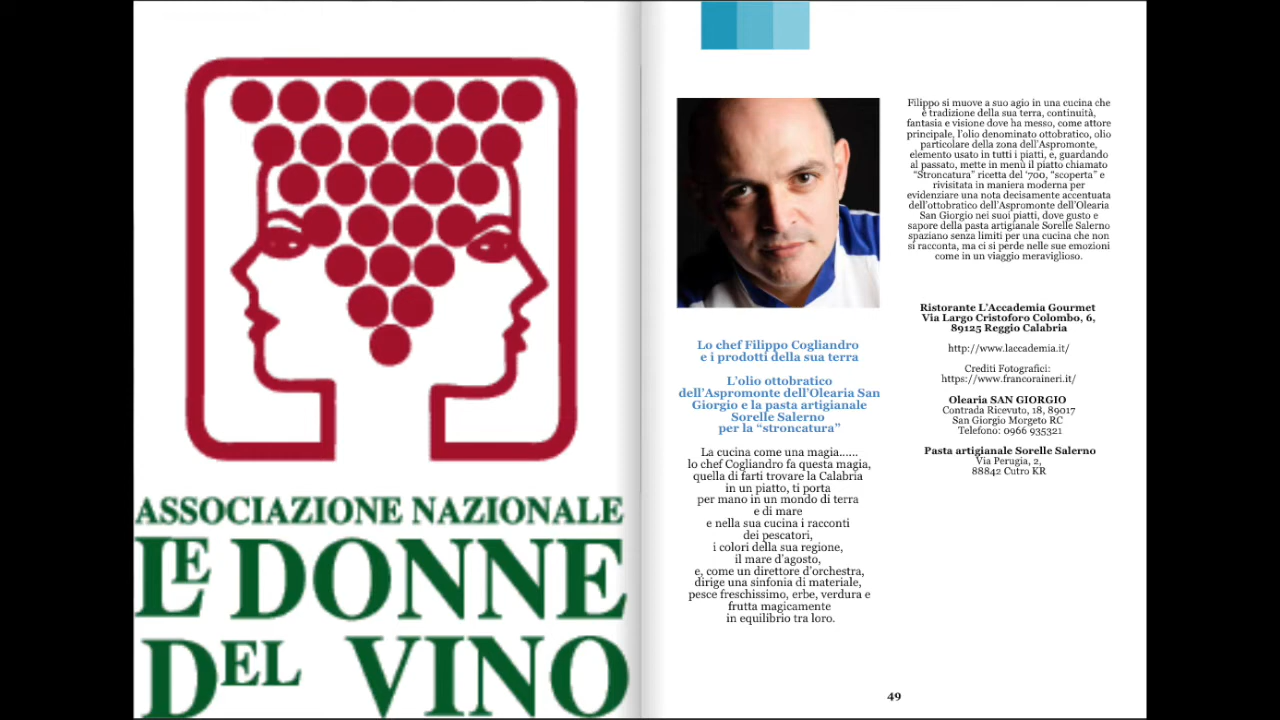 ASSOCIAZIONE NAZIONALE
LE DONNE
DEL VINO
Lo chef Filippo Cogliandro
e i prodotti della sua terra
L'olio ottobratico
dell'Aspromonte dell'Olearia San
Giorgio e la pasta artigianale
Sorelle Salerno
per la "stroncatura"
La cucina come una magia......
lo chef Cogliandro fa questa magia,
quella di farti trovare la Calabria
in un piatto, ti porta
per mano in un mondo di terra
e di mare
e nella sua cucina i racconti
dei pescatori,
i colori della sua regione,
il mare d'agosto,
e, come un direttore d'orchestra,
dirige una sinfonia di materiale,
pesce freschissimo, erbe, verdura e
frutta magicamente
in equilibrio tra loro.
Filippo si muove a suo agio in una cucina che
è tradizione della sua terra, continuità,
fantasia e visione dove ha messo, come attore
principale, l'olio denominato ottobratico, olio
particolare della zona dell'Aspromonte,
elemento usato in tutti i piatti, e, guardando
al passato, mette in menù il piatto chiamato
"Stroncatura" ricetta del '700, "scoperta" e
rivisitata in maniera moderna per
evidenziare una nota decisamente accentuata
dell'ottobratico dell'Aspromonte dell'Olearia
San Giorgio nei suoi piatti, dove gusto e
sapore della pasta artigianale Sorelle Salerno
spaziano senza limiti per una cucina che non
si racconta, ma ci si perde nelle sue emozioni
come in un viaggio meraviglioso.
Ristorante L'Accademia Gourmet
Via Largo Cristoforo Colombo, 6,
89125 Reggio Calabria
http://www.laccademia.it/
Crediti Fotografici:
https://www.francoraineri.it/
Olearia SAN GIORGIO
Contrada Ricevuto, 18, 89017
San Giorgio Morgeto RC
Telefono: 0966 935321
Pasta artigianale Sorelle Salerno
Via Perugia, 2,
88842 Cutro KR
49